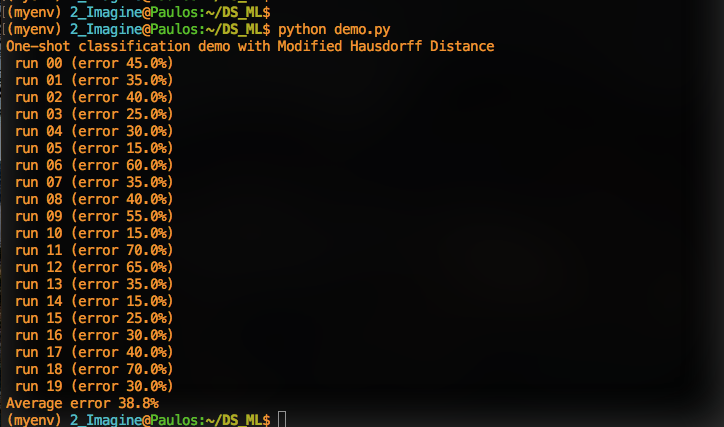 (myenv) 2_Imagine@Paulos:~/DS_ML$
(myenv) 2_Imagine@Paulos:~/DS_ML$ python demo.py
One-shot classification demo with Modified Hausdorff Distance
run 00 (error 45.0%)
run 01 (error 35.0%)
run 02 (error 40.0%)
run 03 (error 25.0%)
run 04 (error 30.0%)
run 05 (error 15.0%)
run 06 (error 60.0%)
run 07 (error 35.0%)
run 08 (error 40.0%)
run 09 (error 55.0%)
run 10 (error 15.0%)
run 11 (error 70.0%)
run 12 (error 65.0%)
run 13 (error 35.0%)
run 14 (error 15.0%)
run 15 (error 25.0%)
run 16 (error 30.0%)
run 17 (error 40.0%)
run 18 (error 70.0%)
run 19 (error 30.0%)
Average error 38.8%
(myenv) 2_Imagine@Paulos:~/DS_ML$